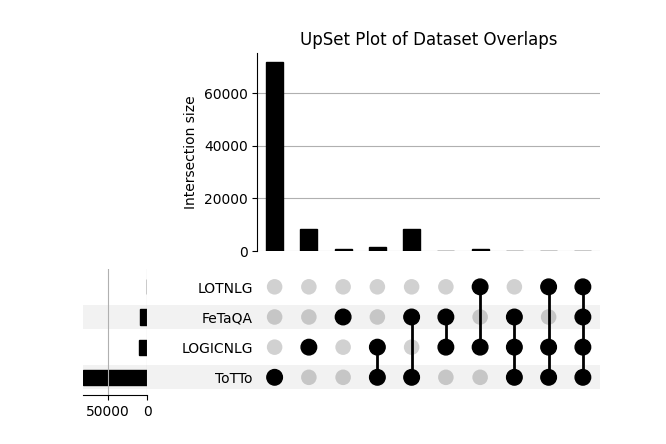 UpSet Plot of Dataset Overlaps
Intersection size
60000
40000
20000
0
LOTNLG
FeTaQA
LOGICNLG
ToTTo
50000 0